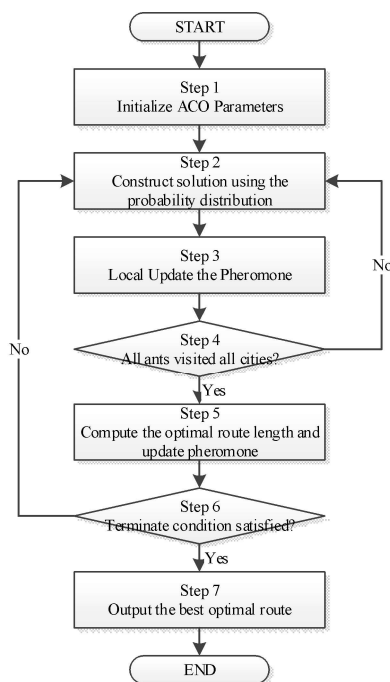 START
Step 1
Initialize ACO Parameters
Step 2
Construct solution using the
probability distribution
Step 3
Local Update the Pheromone
No
Step 4
All ants visited all cities?
No
Yes
Step 5
Compute the optimal route length and
update pheromone
Step 6
Terminate condition satisfied?
Yes
Step 7
Output the best optimal route
END